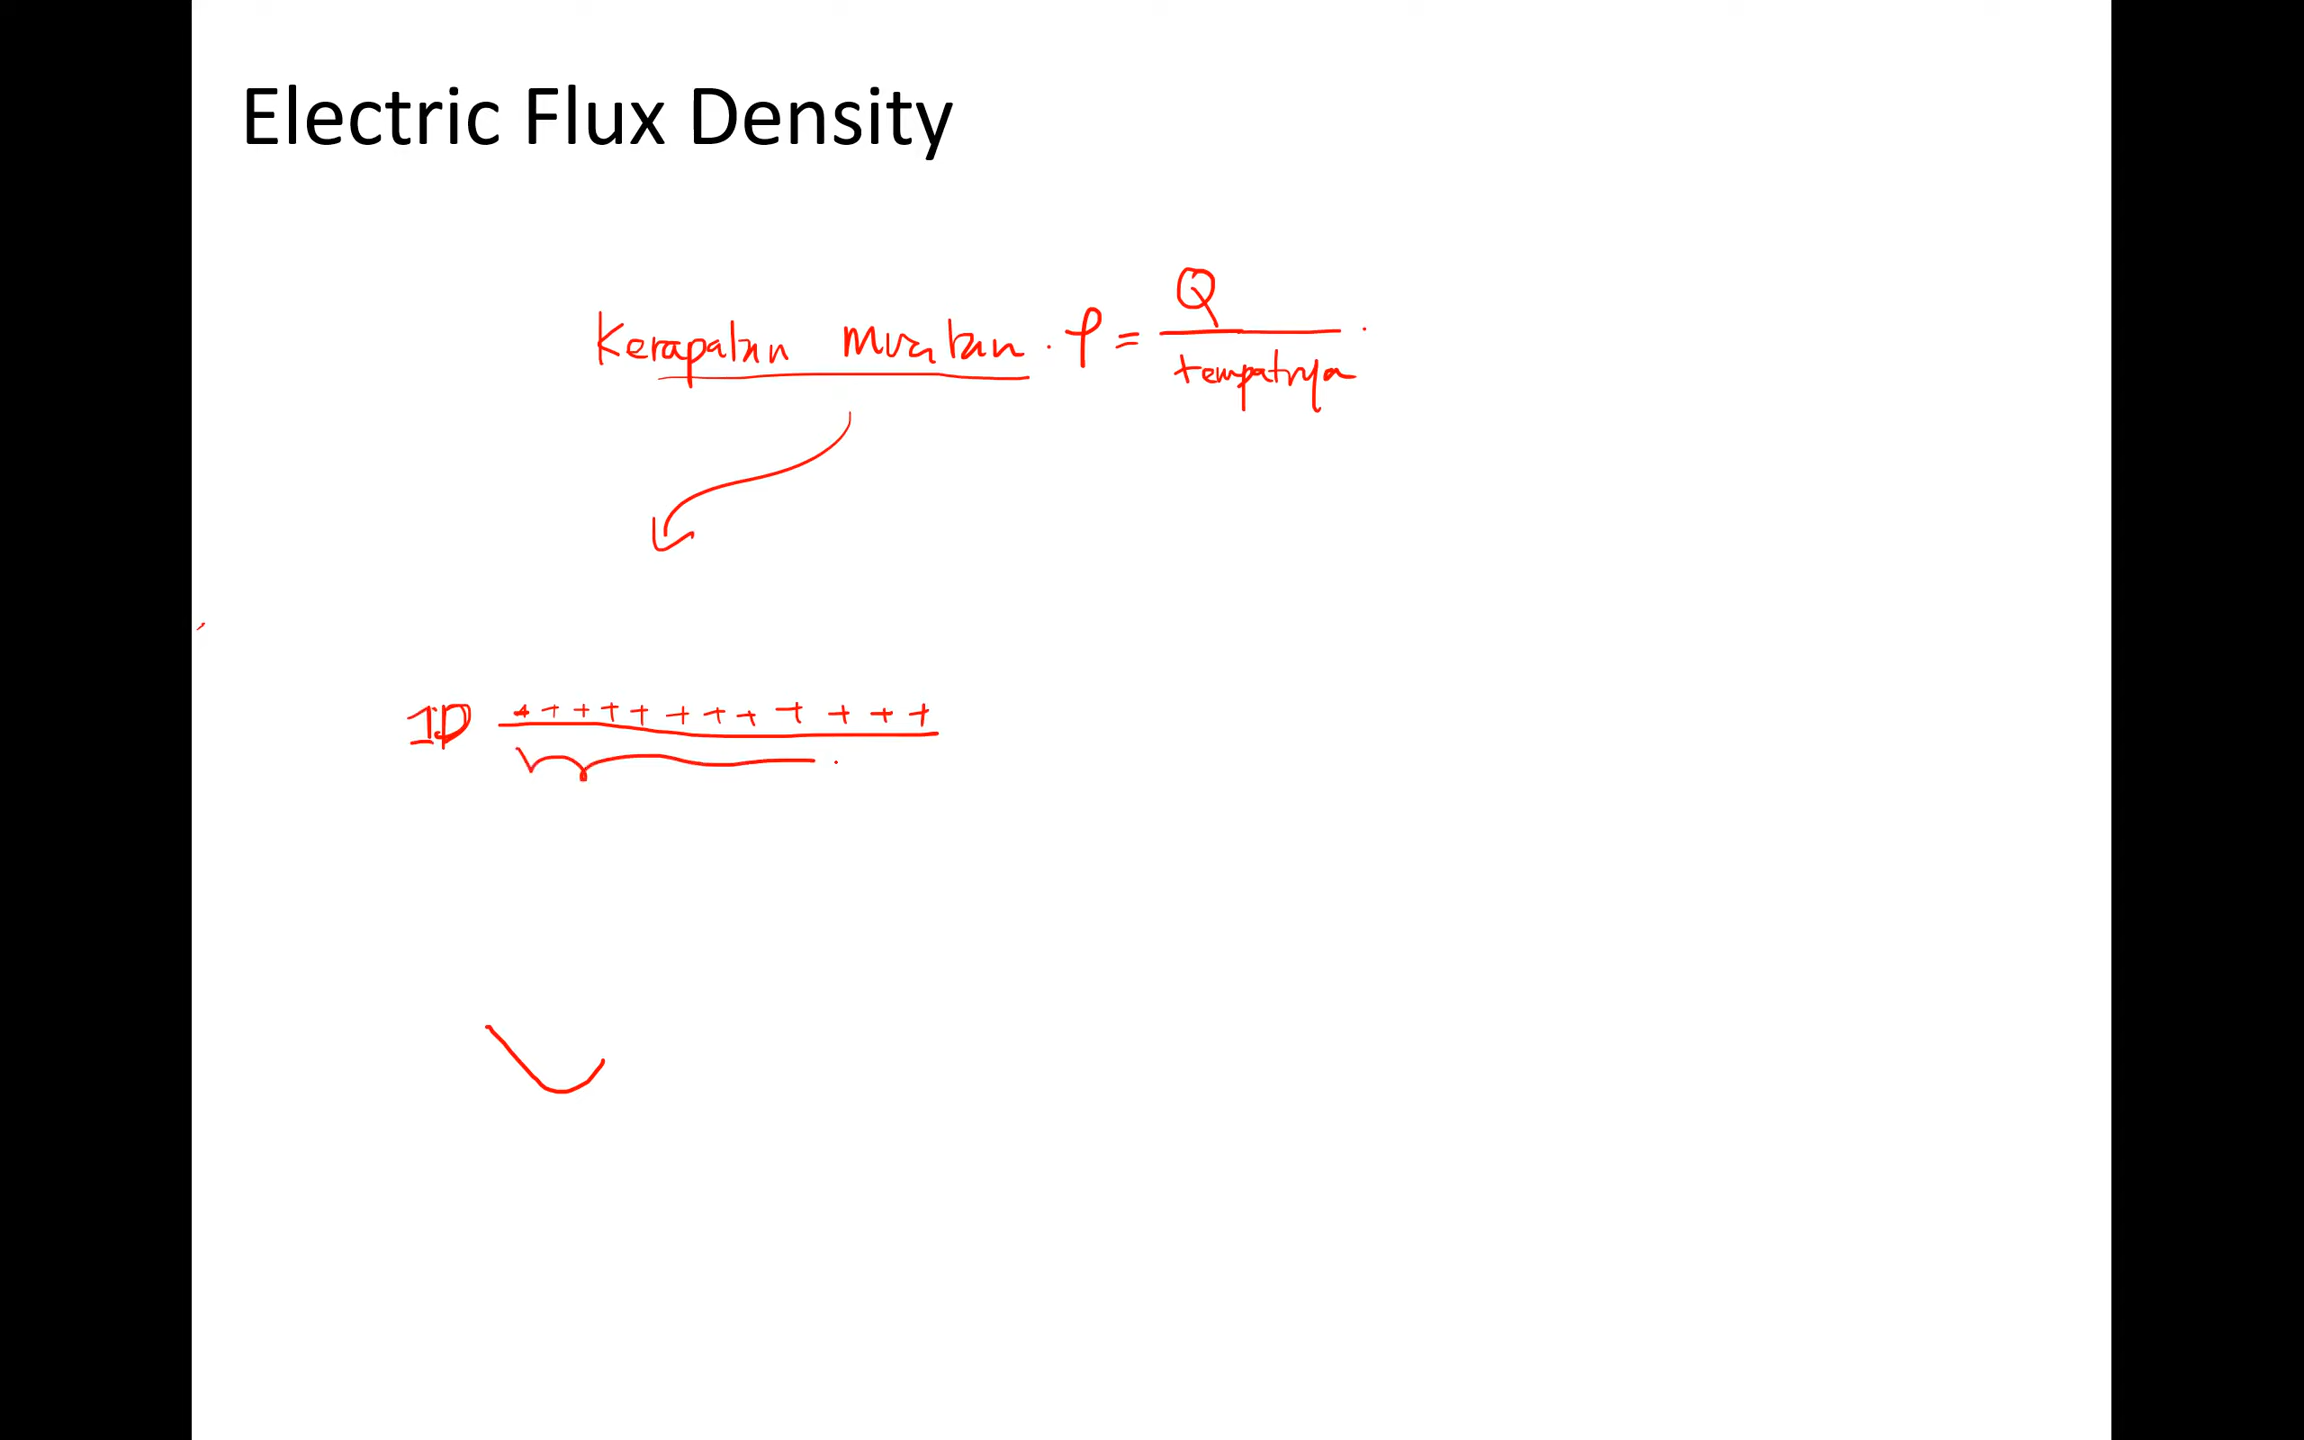 Electric Flux Density
Kerapatan muatan . ρ = Q / tempatnya
1D + + + + + + + + + + + + +